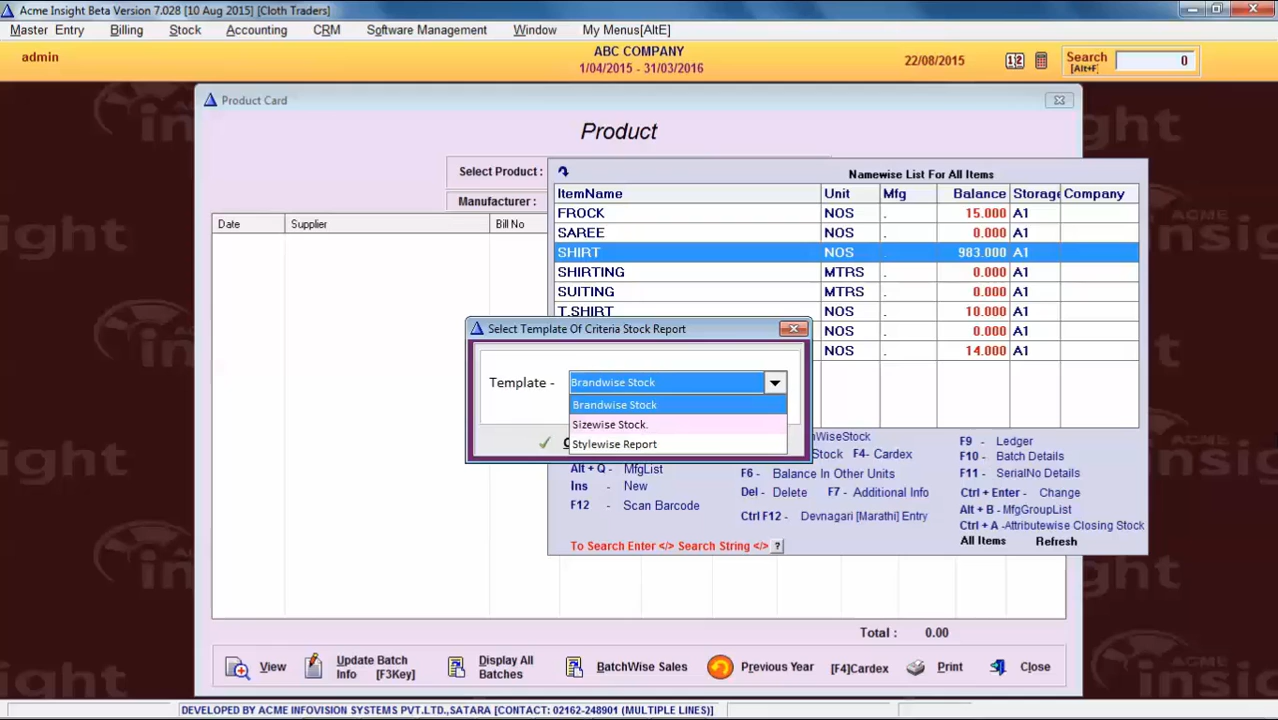 Acme Insight Beta Version 7.028 [10 Aug 2015] [Cloth Traders]
Master Entry Billing Stock Accounting CRM Software Management Window My Menus[AltE]
admin
ABC COMPANY
1/04/2015 - 31/03/2016
22/08/2015
Search
[Alt+F]
0
Product Card
Product
Select Product :
Manufacturer :
Date Supplier Bill No
Namewise List For All Items
ItemName Unit Mfg Balance Storage Company
FROCK NOS . 15.000 A1
SAREE NOS . 0.000 A1
SHIRT NOS . 983.000 A1
SHIRTING MTRS . 0.000 A1
SUITING MTRS . 0.000 A1
T.SHIRT NOS . 10.000 A1
NOS . 0.000 A1
NOS . 14.000 A1
Select Template Of Criteria Stock Report
Template - Brandwise Stock
Brandwise Stock
Sizewise Stock.
Stylewise Report
WiseStock
Stock F4- Cardex
Alt + Q - MfgList
Ins - New
F12 - Scan Barcode
F6 - Balance In Other Units
Del - Delete F7 - Additional Info
Ctrl F12 - Devnagari [Marathi] Entry
F9 - Ledger
F10 - Batch Details
F11 - SerialNo Details
Ctrl + Enter - Change
Alt + B - MfgGroupList
Ctrl + A -Attributewise Closing Stock
All Items Refresh
To Search Enter </> Search String </> ?
Total : 0.00
View
Update Batch
Info [F3Key]
Display All
Batches
BatchWise Sales
Previous Year
[F4]Cardex
Print
Close
DEVELOPED BY ACME INFOVISION SYSTEMS PVT.LTD.,SATARA [CONTACT: 02162-248901 (MULTIPLE LINES)]